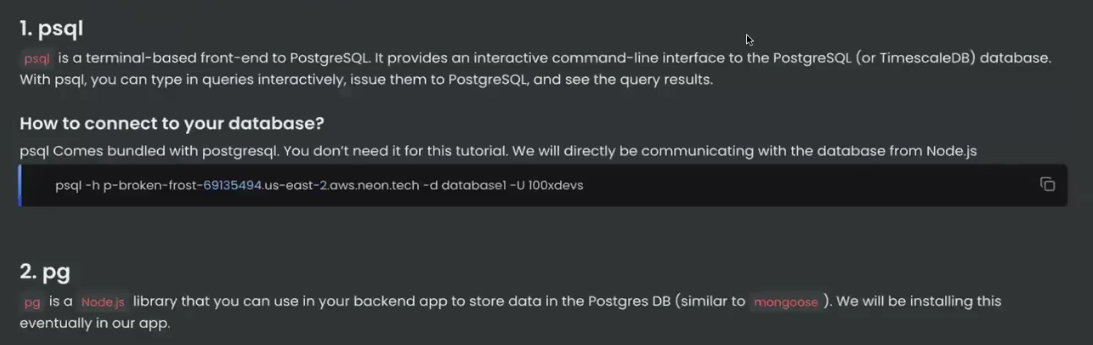 1. psql
psql is a terminal-based front-end to PostgreSQL. It provides an interactive command-line interface to the PostgreSQL (or TimescaleDB) database.
With psql, you can type in queries interactively, issue them to PostgreSQL, and see the query results.
How to connect to your database?
psql Comes bundled with postgresql. You don't need it for this tutorial. We will directly be communicating with the database from Node.js
psql -h p-broken-frost-69135494.us-east-2.aws.neon.tech -d database1 -U 100xdevs
2. pg
pg is a Node.js library that you can use in your backend app to store data in the Postgres DB (similar to mongoose ). We will be installing this
eventually in our app.